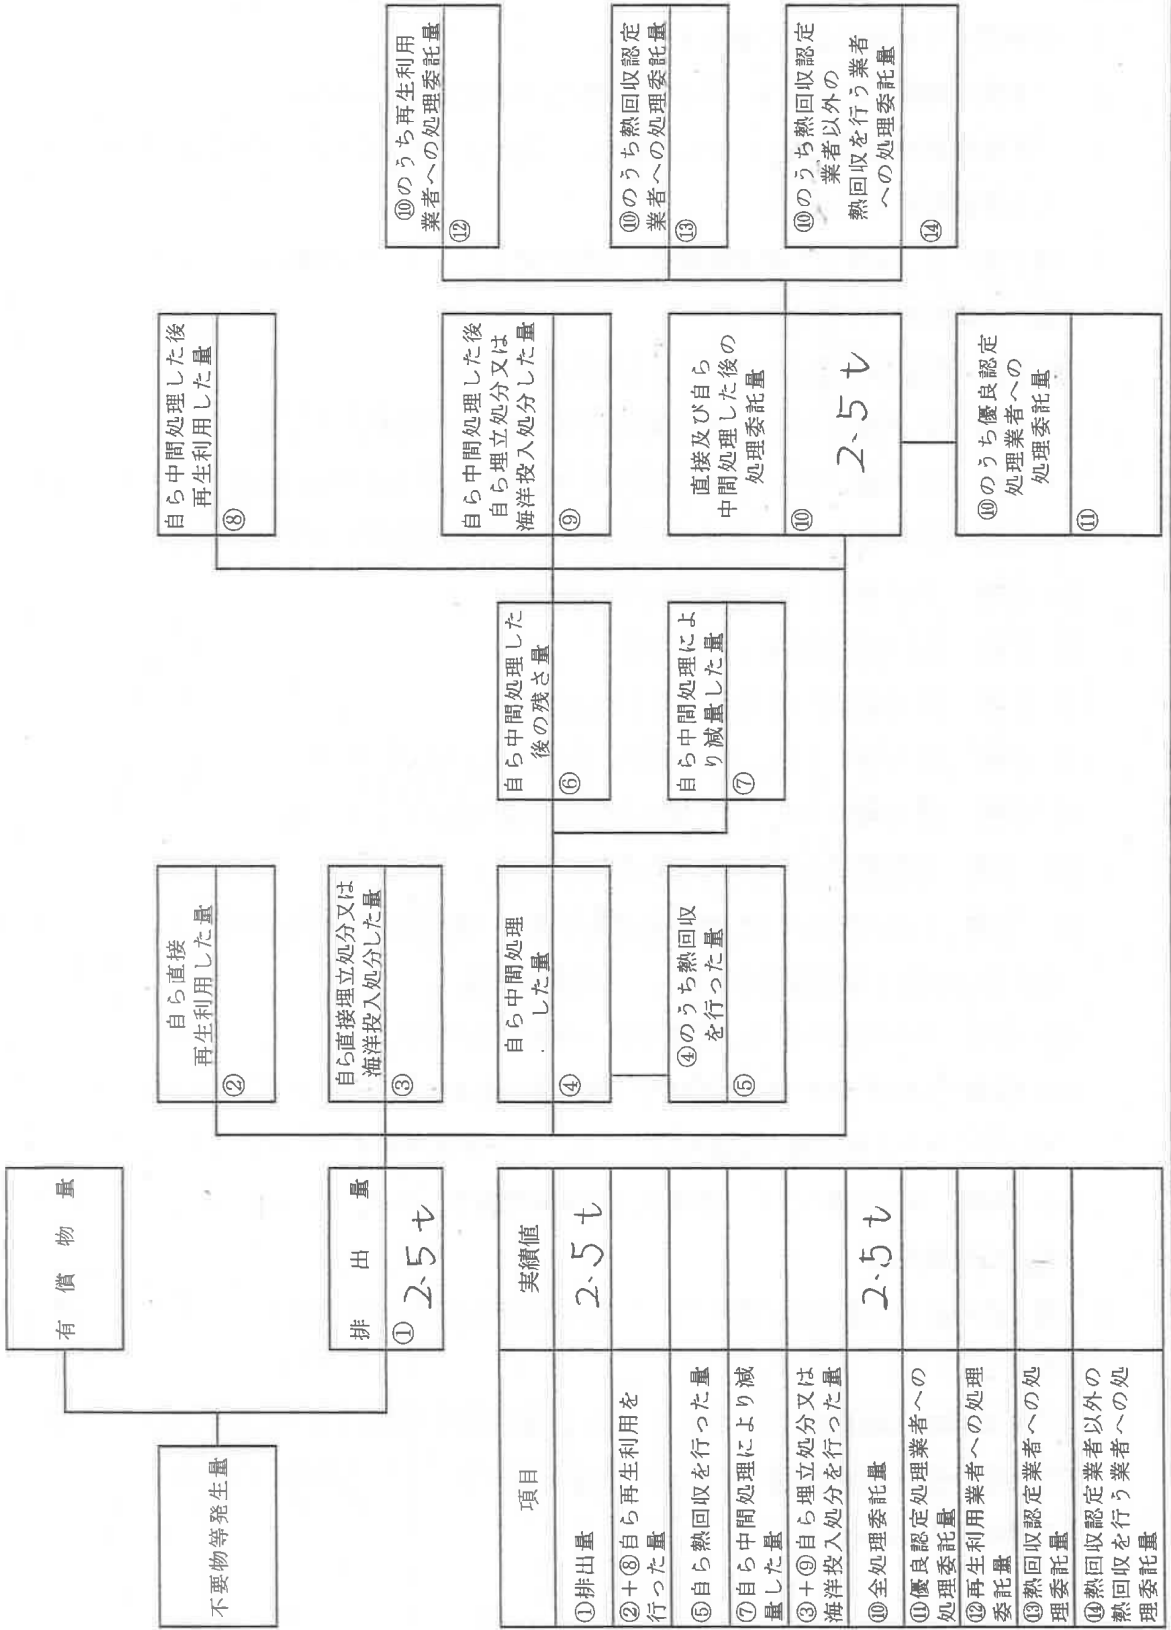 不要物等発生量
有償物量
排出量
① 2.5 t
自ら直接
再生利用した量
②
自ら直接埋立処分又は
海洋投入処分した量
③
自ら中間処理
した量
④
④のうち熱回収
を行った量
⑤
自ら中間処理した
後の残さ量
⑥
自ら中間処理によ
り減量した量
⑦
自ら中間処理した後
再生利用した量
⑧
自ら中間処理した後
自ら埋立処分又は
海洋投入処分した量
⑨
直接及び自ら
中間処理した後の
処理委託量
⑩
2.5 t
⑩のうち優良認定
処理業者への
処理委託量
⑪
⑩のうち再生利用
業者への処理委託量
⑫
⑩のうち熱回収認定
業者への処理委託量
⑬
⑩のうち熱回収認定
業者以外の
熱回収を行う業者
への処理委託量
⑭
項目 実績値
①排出量 2.5 t
②+⑧自ら再生利用を
行った量
⑤自ら熱回収を行った量
⑦自ら中間処理により減
量した量
③+⑨自ら埋立処分又は
海洋投入処分を行った量
⑩全処理委託量 2.5 t
⑪優良認定処理業者への
処理委託量
⑫再生利用業者への処理
委託量
⑬熱回収認定業者への処
理委託量
⑭熱回収認定業者以外の
熱回収を行う業者への処
理委託量